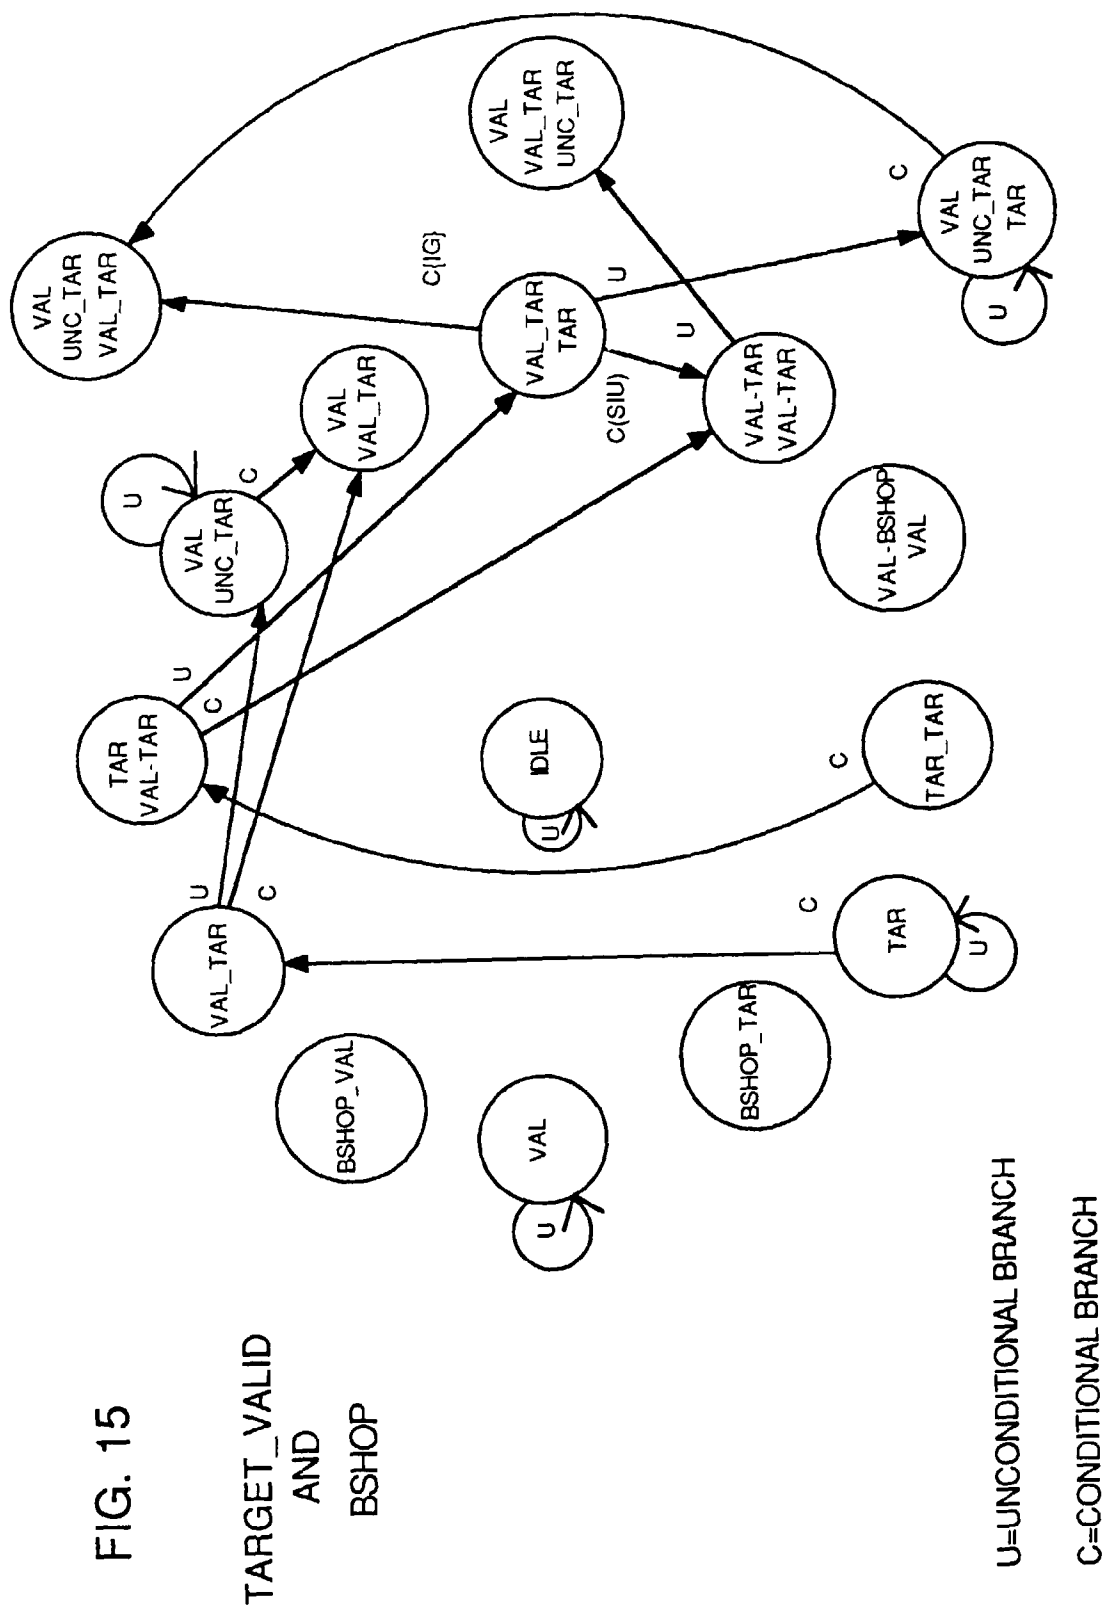 FIG. 15
TARGET_VALID
AND
BSHOP
VAL
UNC_TAR
VAL_TAR
TAR
VAL-TAR
U
C
U
VAL
UNC_TAR
C
VAL_TAR
U
C
VAL
VAL_TAR
BSHOP_VAL
C{IG}
VAL
VAL_TAR
UNC_TAR
VAL
U
IDLE
U
VAL_TAR
TAR
U
C(SIU)
U
BSHOP_TAR
VAL-TAR
VAL-TAR
TAR
C
U
TAR_TAR
C
VAL-BSHOP
VAL
VAL
UNC_TAR
TAR
C
U
U=UNCONDITIONAL BRANCH
C=CONDITIONAL BRANCH